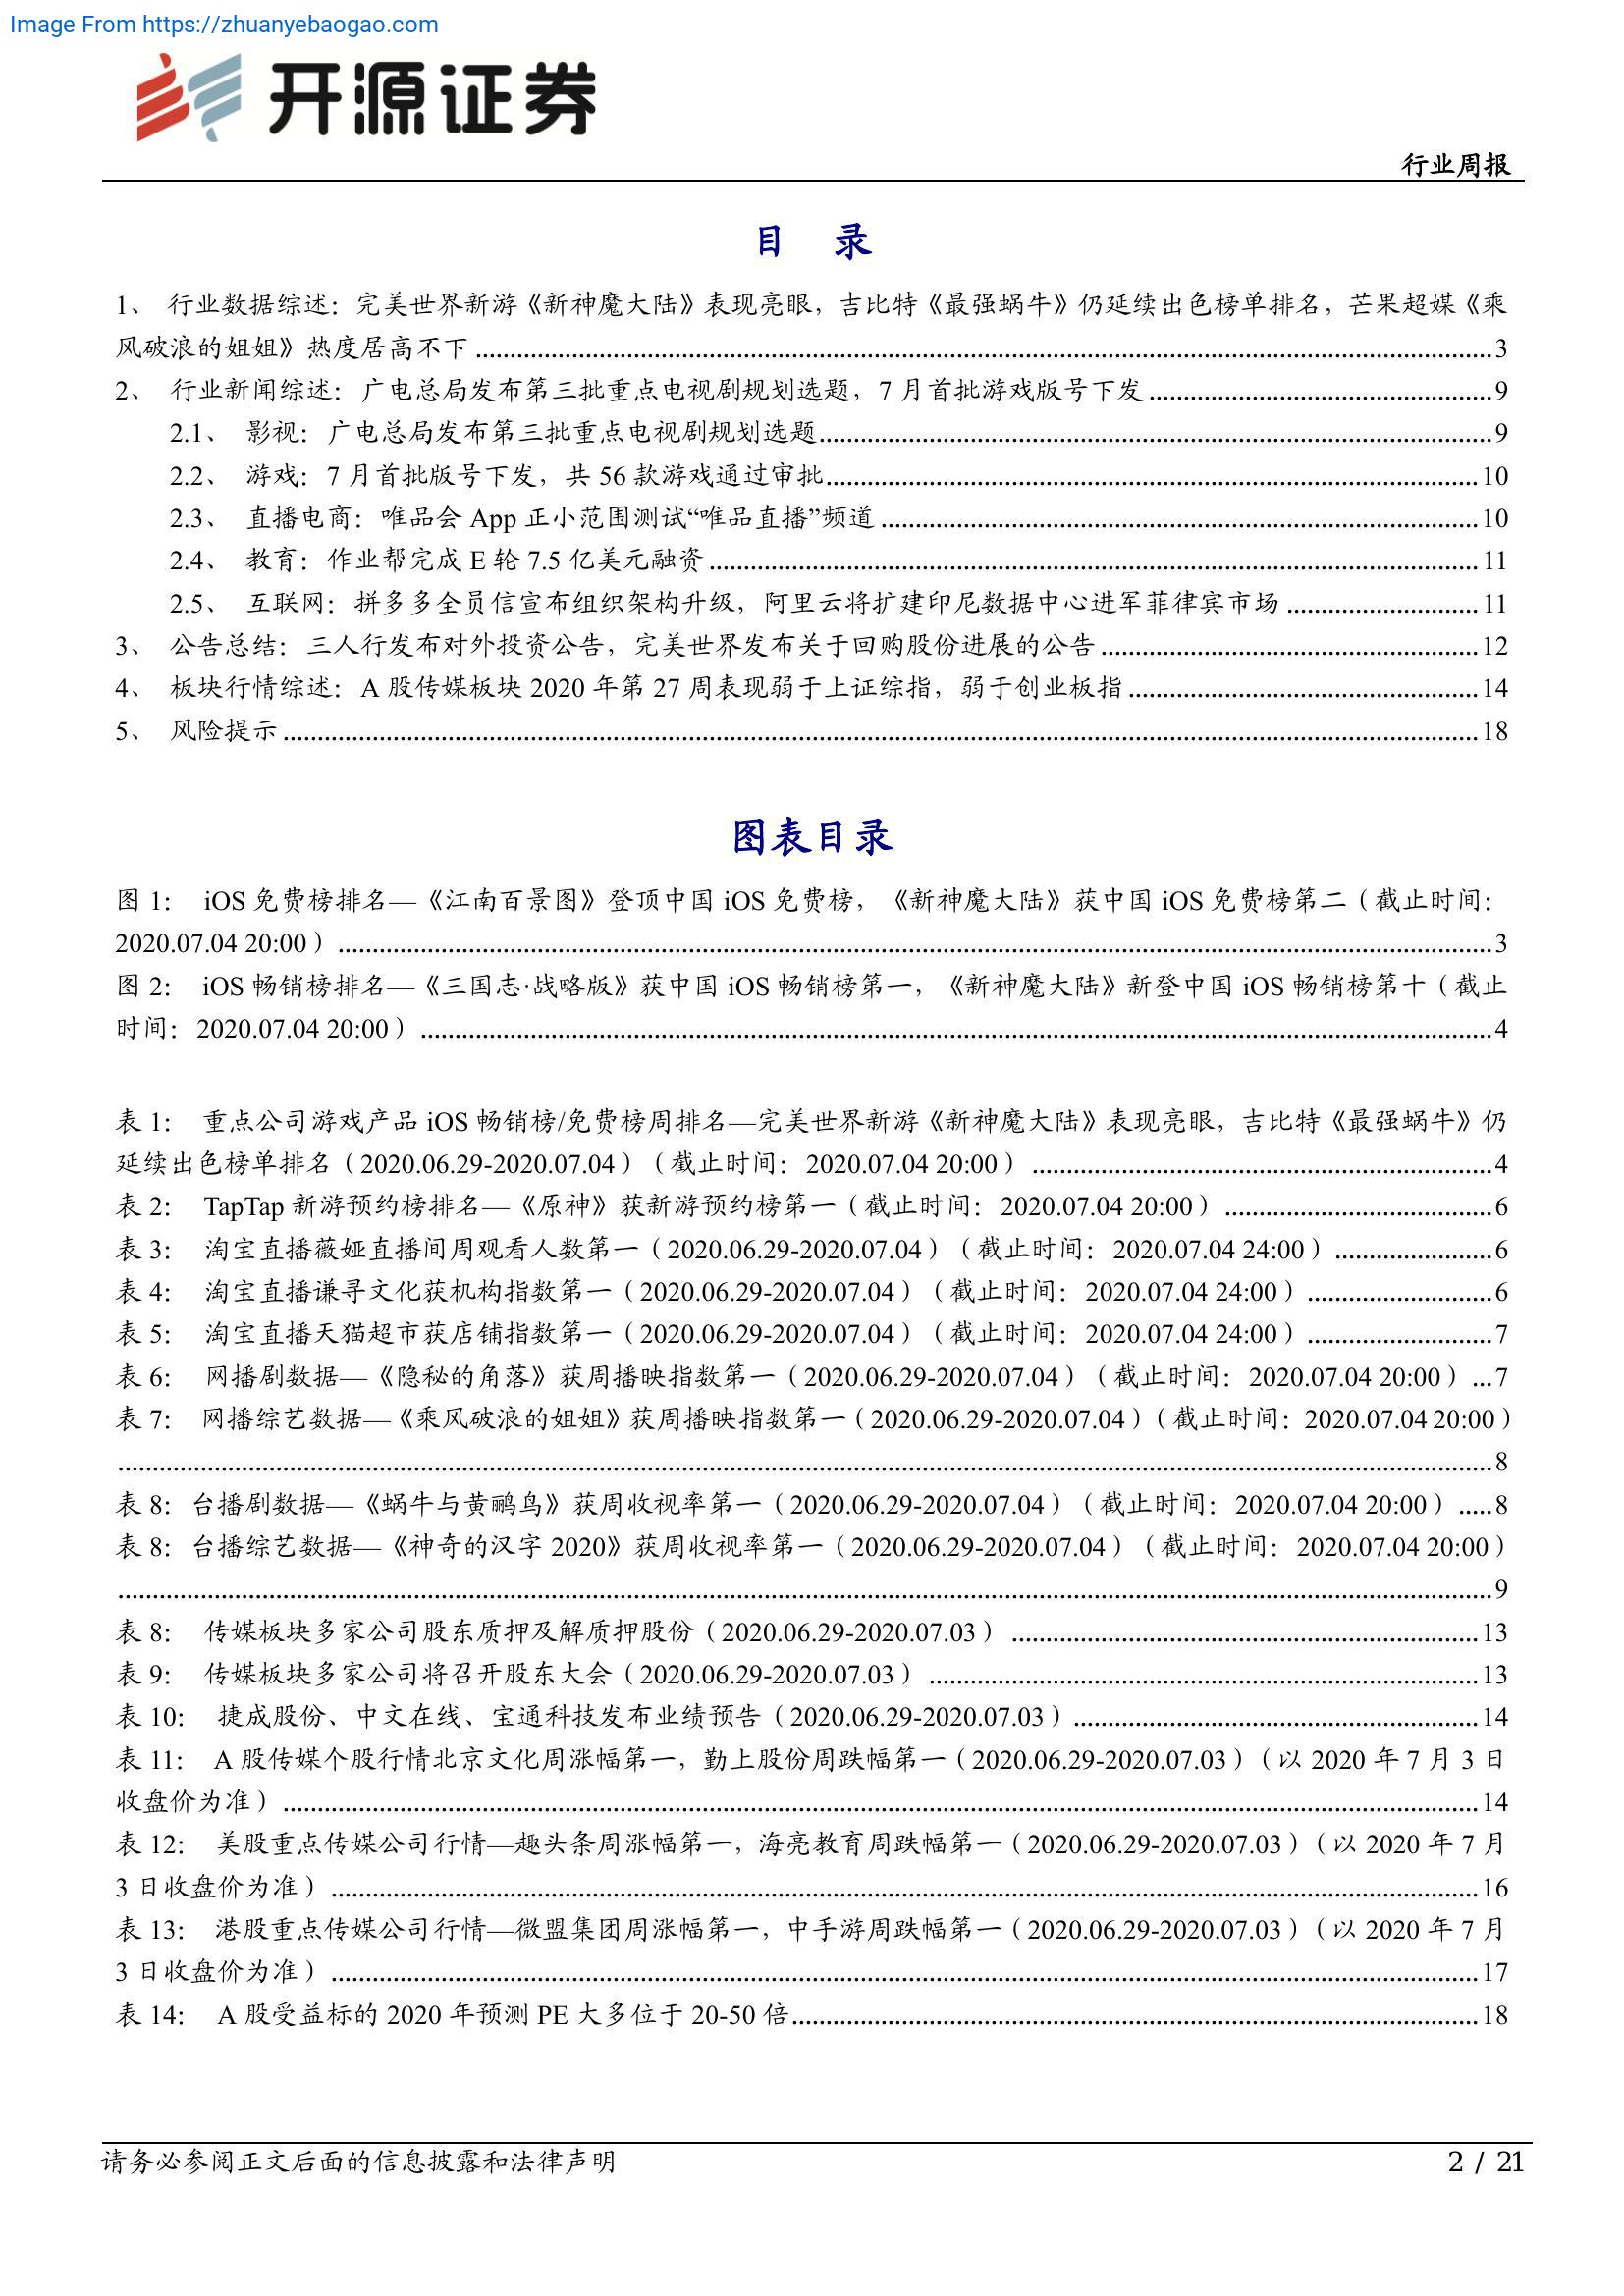 Image From https://zhuanyebaogao.com
开源证券
行业周报
目 录
1、 行业数据综述：完美世界新游《新神魔大陆》表现亮眼，吉比特《最强蜗牛》仍延续出色榜单排名，芒果超媒《乘
风破浪的姐姐》热度居高不下 3
2、 行业新闻综述：广电总局发布第三批重点电视剧规划选题，7 月首批游戏版号下发 9
2.1、 影视：广电总局发布第三批重点电视剧规划选题 9
2.2、 游戏：7 月首批版号下发，共 56 款游戏通过审批 10
2.3、 直播电商：唯品会 App 正小范围测试“唯品直播”频道 10
2.4、 教育：作业帮完成 E 轮 7.5 亿美元融资 11
2.5、 互联网：拼多多全员信宣布组织架构升级，阿里云将扩建印尼数据中心进军菲律宾市场 11
3、 公告总结：三人行发布对外投资公告，完美世界发布关于回购股份进展的公告 12
4、 板块行情综述：A 股传媒板块 2020 年第 27 周表现弱于上证综指，弱于创业板指 14
5、 风险提示 18
图表目录
图 1： iOS 免费榜排名—《江南百景图》登顶中国 iOS 免费榜，《新神魔大陆》获中国 iOS 免费榜第二（截止时间：
2020.07.04 20:00） 3
图 2： iOS 畅销榜排名—《三国志·战略版》获中国 iOS 畅销榜第一，《新神魔大陆》新登中国 iOS 畅销榜第十（截止
时间：2020.07.04 20:00） 4
表 1： 重点公司游戏产品 iOS 畅销榜/免费榜周排名—完美世界新游《新神魔大陆》表现亮眼，吉比特《最强蜗牛》仍
延续出色榜单排名（2020.06.29-2020.07.04）（截止时间：2020.07.04 20:00） 4
表 2： TapTap 新游预约榜排名—《原神》获新游预约榜第一（截止时间：2020.07.04 20:00） 6
表 3： 淘宝直播薇娅直播间周观看人数第一（2020.06.29-2020.07.04）（截止时间：2020.07.04 24:00） 6
表 4： 淘宝直播谦寻文化获机构指数第一（2020.06.29-2020.07.04）（截止时间：2020.07.04 24:00） 6
表 5： 淘宝直播天猫超市获店铺指数第一（2020.06.29-2020.07.04）（截止时间：2020.07.04 24:00） 7
表 6： 网播剧数据—《隐秘的角落》获周播映指数第一（2020.06.29-2020.07.04）（截止时间：2020.07.04 20:00） 7
表 7： 网播综艺数据—《乘风破浪的姐姐》获周播映指数第一（2020.06.29-2020.07.04）（截止时间：2020.07.04 20:00）
8
表 8：台播剧数据—《蜗牛与黄鹂鸟》获周收视率第一（2020.06.29-2020.07.04）（截止时间：2020.07.04 20:00） 8
表 8：台播综艺数据—《神奇的汉字 2020》获周收视率第一（2020.06.29-2020.07.04）（截止时间：2020.07.04 20:00）
9
表 8： 传媒板块多家公司股东质押及解质押股份（2020.06.29-2020.07.03） 13
表 9： 传媒板块多家公司将召开股东大会（2020.06.29-2020.07.03） 13
表 10： 捷成股份、中文在线、宝通科技发布业绩预告（2020.06.29-2020.07.03） 14
表 11： A 股传媒个股行情北京文化周涨幅第一，勤上股份周跌幅第一（2020.06.29-2020.07.03）（以 2020 年 7 月 3 日
收盘价为准） 14
表 12： 美股重点传媒公司行情—趣头条周涨幅第一，海亮教育周跌幅第一（2020.06.29-2020.07.03）（以 2020 年 7 月
3 日收盘价为准） 16
表 13： 港股重点传媒公司行情—微盟集团周涨幅第一，中手游周跌幅第一（2020.06.29-2020.07.03）（以 2020 年 7 月
3 日收盘价为准） 17
表 14： A 股受益标的 2020 年预测 PE 大多位于 20-50 倍 18
请务必参阅正文后面的信息披露和法律声明
2 / 21